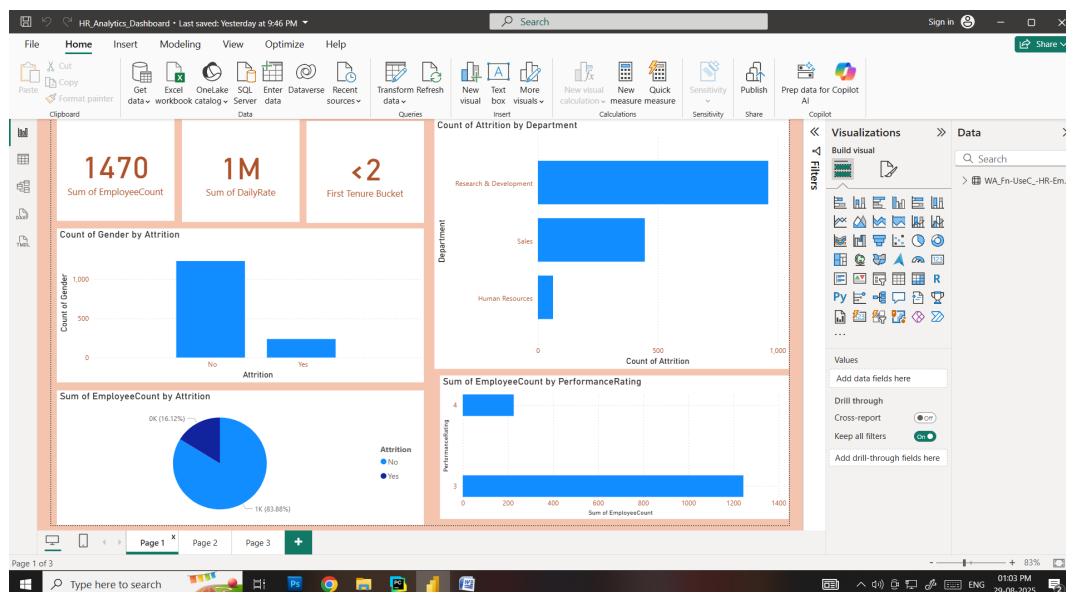 HR_Analytics_Dashboard • Last saved: Yesterday at 9:46 PM
Search
Sign in
File Home Insert Modeling View Optimize Help
Share
Paste
Cut
Copy
Format painter
Get data
Excel workbook
OneLake catalog
SQL Server
Enter data
Dataverse
Recent sources
Transform data
Refresh
New visual
Text box
More visuals
New visual calculation
New measure
Quick measure
Sensitivity
Publish
Prep data for AI
Copilot
Clipboard Data Queries Insert Calculations Sensitivity Share Copilot
1470
Sum of EmployeeCount
1M
Sum of DailyRate
<2
First Tenure Bucket
Count of Attrition by Department
Department
Research & Development
Sales
Human Resources
0 500 1,000
Count of Attrition
Count of Gender by Attrition
Count of Gender
1,000
500
0
No Yes
Attrition
Sum of EmployeeCount by Attrition
0K (16.12%)
1K (83.88%)
Attrition
No
Yes
Sum of EmployeeCount by PerformanceRating
PerformanceRating
4
3
0 200 400 600 800 1000 1200 1400
Sum of EmployeeCount
Filters
Visualizations
Build visual
R
Py
...
Values
Add data fields here
Drill through
Cross-report
Off
Keep all filters
On
Add drill-through fields here
Data
Search
WA_Fn-UseC_-HR-Em...
DAX
TMDL
Page 1 Page 2 Page 3
Page 1 of 3
83%
Type here to search
Ps
PC
W
ENG
01:03 PM
29-08-2025